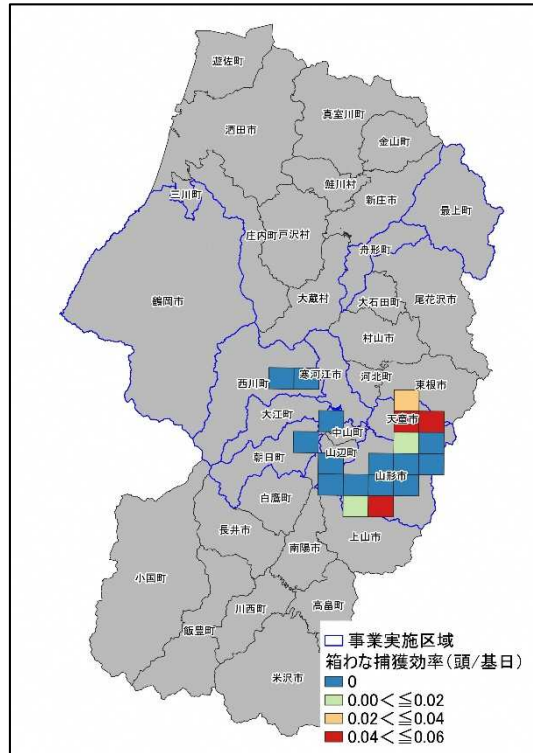 遊佐町
真室川町
酒田市
金山町
鮭川村
新庄市
三川町
最上町
庄内町
戸沢村
舟形町
大蔵村
大石田町
尾花沢市
鶴岡市
村山市
寒河江市
河北町
東根市
西川町
大江町
天童市
中山町
朝日町
山辺町
山形市
白鷹町
長井市
上山市
南陽市
小国町
川西町
高畠町
飯豊町
米沢市
事業実施区域
箱わな捕獲効率(頭/基日)
0
0.00<≦0.02
0.02<≦0.04
0.04<≦0.06